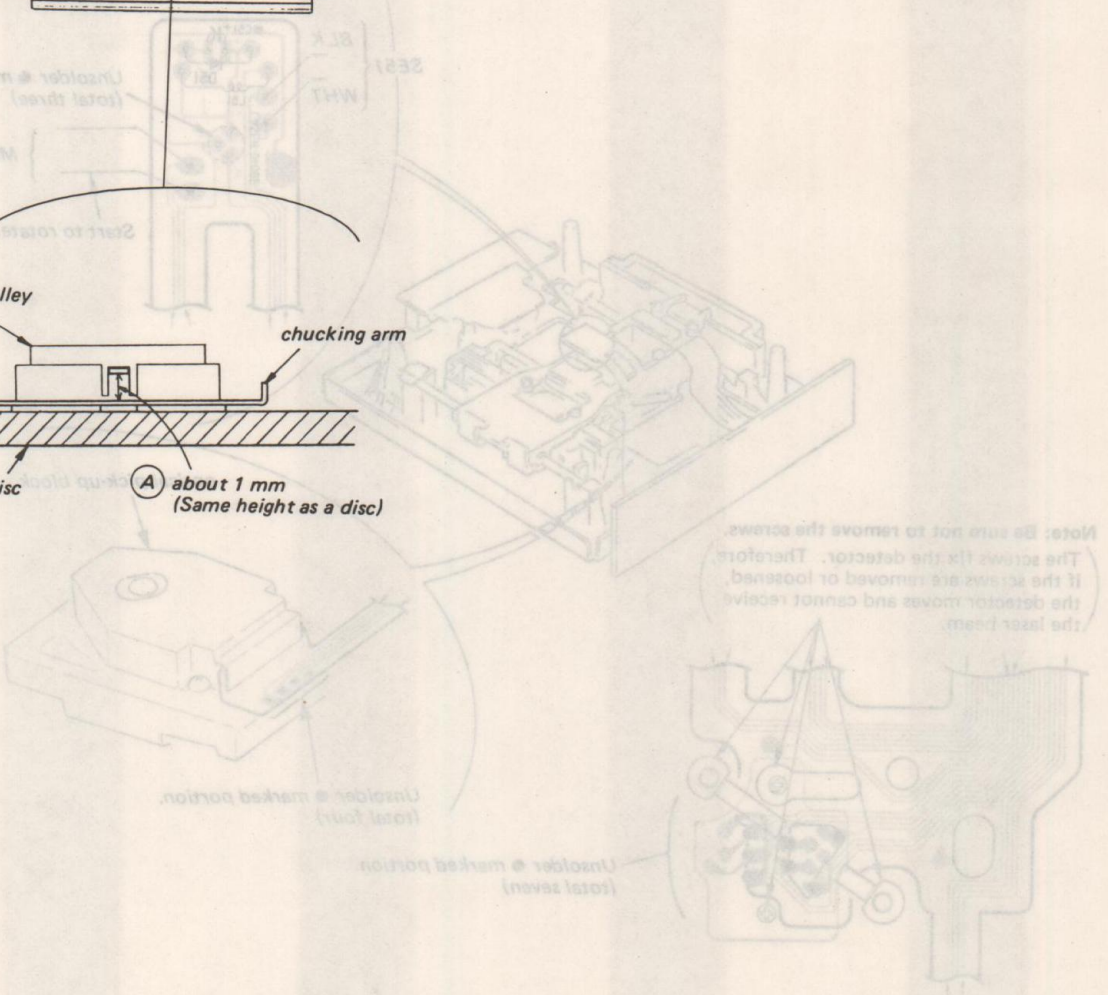 BLK
WHT
SE51
Unsolder
(total three)
Start to rotate
lley
chucking arm
isc
A about 1 mm
(Same height as a disc)
pick-up block
Note: Be sure not to remove the screws.
The screws fix the detector. Therefore,
if the screws are removed or loosened,
the detector moves and cannot receive
the laser beam.
Unsolder ● marked portion.
(total four)
Unsolder ● marked portion
(total seven)